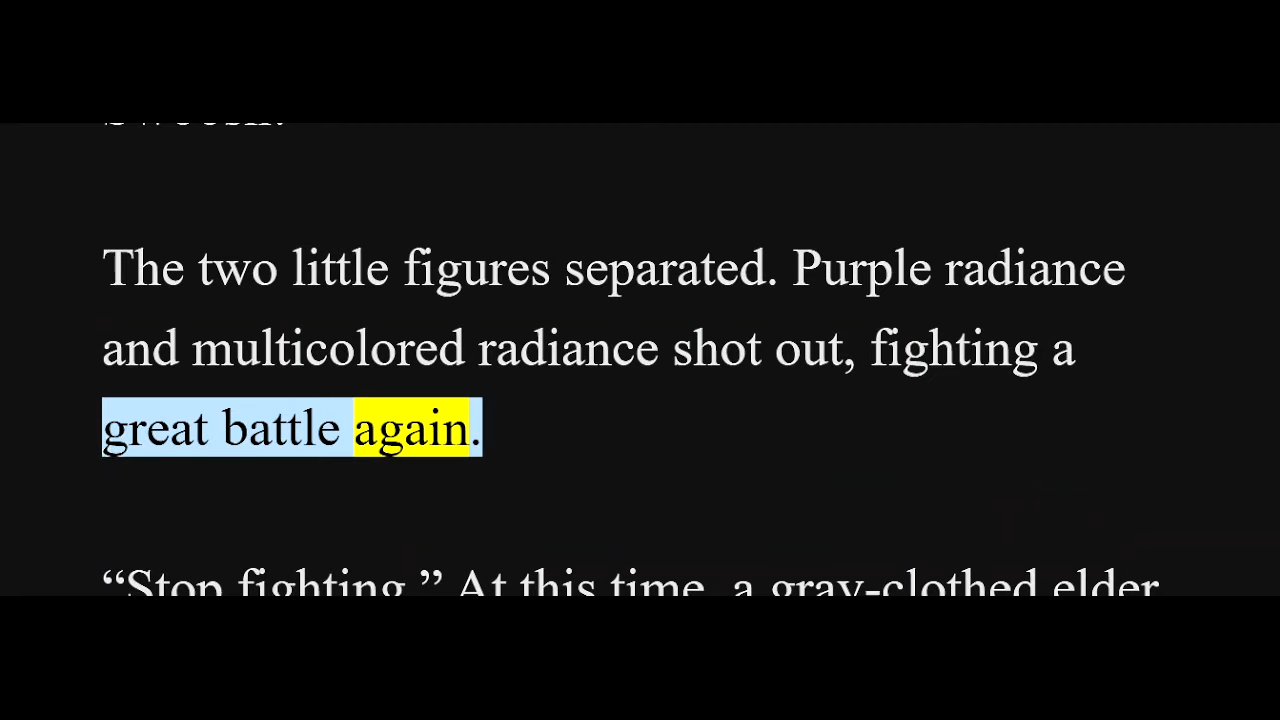 The two little figures separated. Purple radiance
and multicolored radiance shot out, fighting a
great battle again.
“Stop fighting.” At this time, a gray-clothed elder